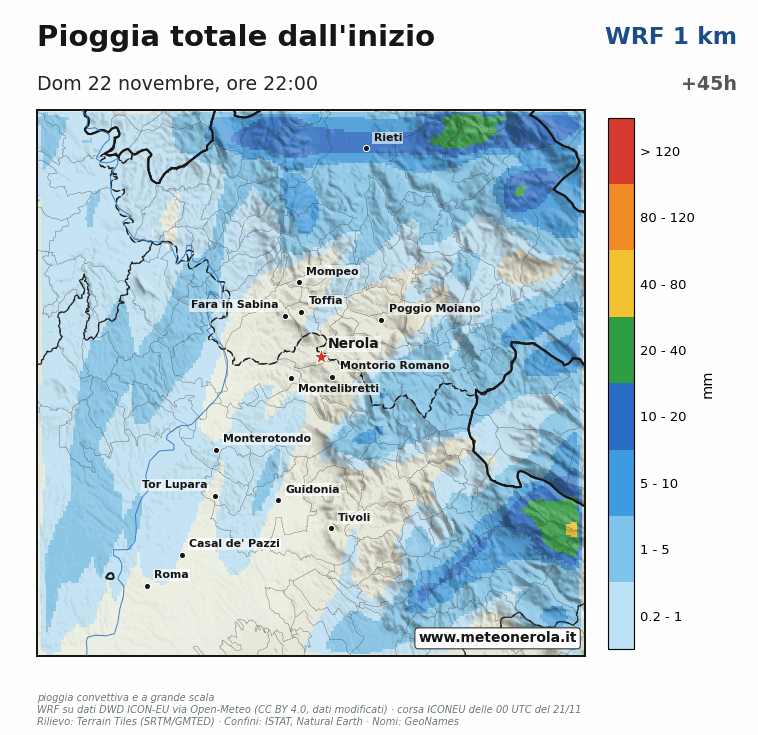 Pioggia totale dall'inizio
WRF 1 km
Dom 22 novembre, ore 22:00
+45h
Rieti
Mompeo
Toffia
Fara in Sabina
Poggio Moiano
Nerola
Montorio Romano
Montelibretti
Monterotondo
Tor Lupara
Guidonia
Tivoli
Casal de' Pazzi
Roma
www.meteonerola.it
> 120
80 - 120
40 - 80
20 - 40
10 - 20
5 - 10
1 - 5
0.2 - 1
mm
pioggia convettiva e a grande scala
WRF su dati DWD ICON-EU via Open-Meteo (CC BY 4.0, dati modificati) · corsa ICONEU delle 00 UTC del 21/11
Rilievo: Terrain Tiles (SRTM/GMTED) · Confini: ISTAT, Natural Earth · Nomi: GeoNames